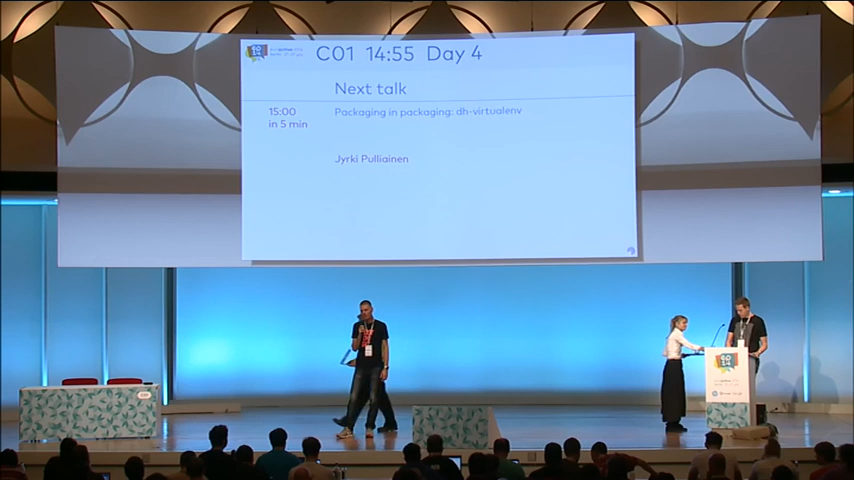 C01 14:55 Day 4
Next talk
15:00 Packaging in packaging: dh-virtualenv
in 5 min
Jyrki Pulliainen